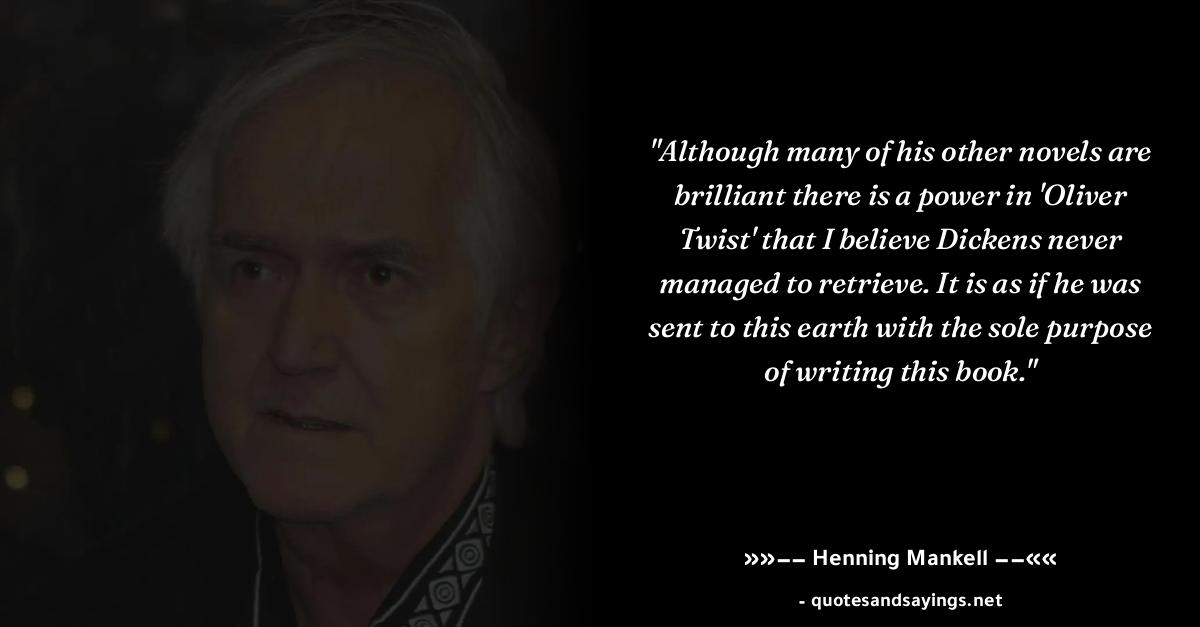 "Although many of his other novels are
brilliant there is a power in 'Oliver
Twist' that I believe Dickens never
managed to retrieve. It is as if he was
sent to this earth with the sole purpose
of writing this book."
»»–– Henning Mankell ––««
- quotesandsayings.net